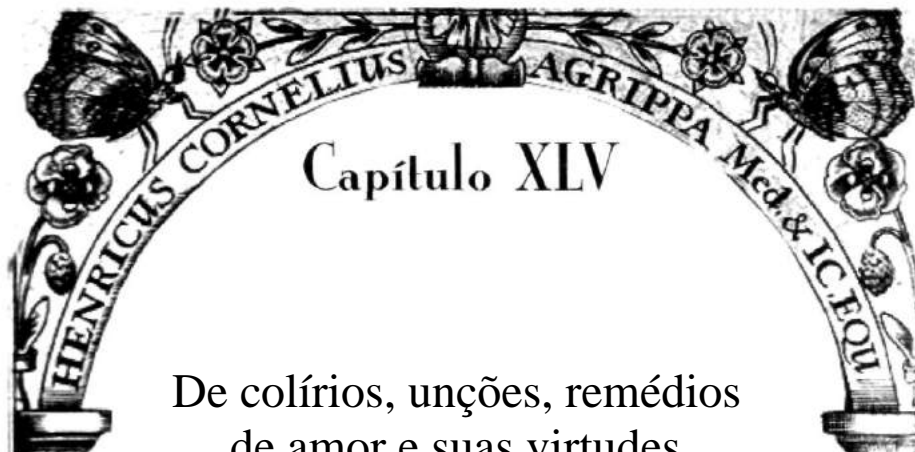 HENRICUS CORNELIUS AGRIPPA Med. & IC. EQU
Capítulo XLV
De colírios, unções, remédios
de amor e suas virtudes